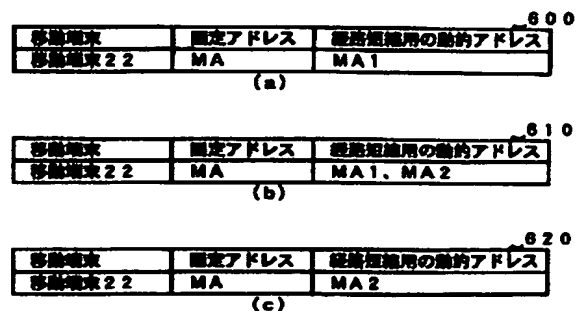 600
移動端末 固定アドレス 経路短縮用の動的アドレス
移動端末22 MA MA1
(a)
610
移動端末 固定アドレス 経路短縮用の動的アドレス
移動端末22 MA MA1、MA2
(b)
620
移動端末 固定アドレス 経路短縮用の動的アドレス
移動端末22 MA MA2
(c)